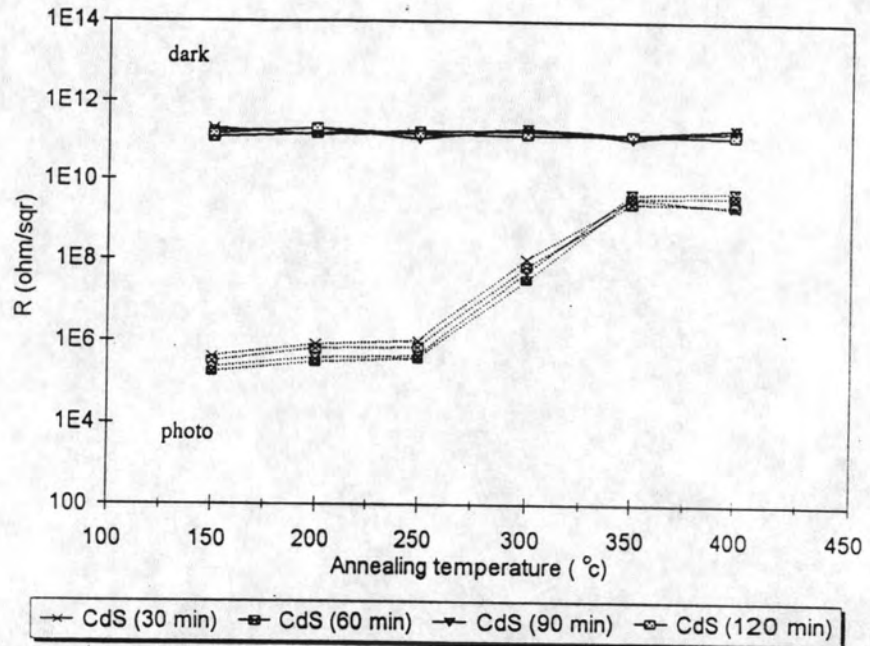 1E14
dark
1E12
1E10
R (ohm/sqr)
1E8
1E6
1E4
photo
100
100 150 200 250 300 350 400 450
Annealing temperature ( °c)
CdS (30 min) CdS (60 min) CdS (90 min) CdS (120 min)